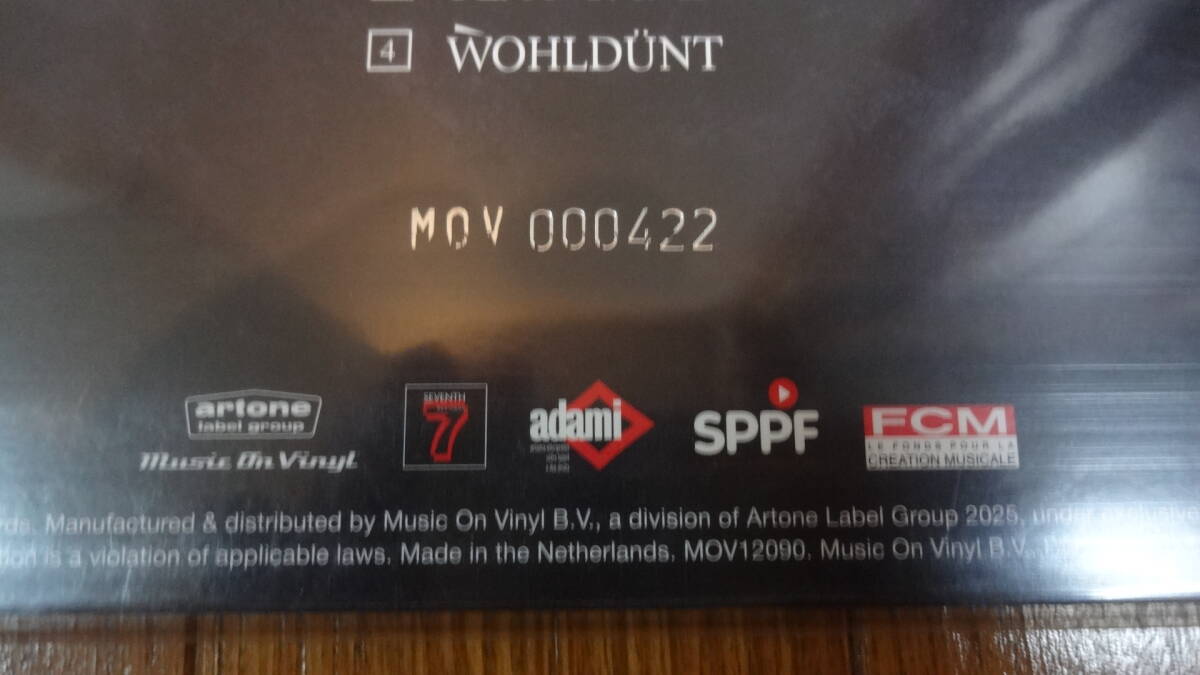 4 WOHLDÜNT
MOV 000422
artone
label group
Music On Vinyl
SEVENTH
7
adami
SPPF
FCM
LE FONDS POUR LA
CRÉATION MUSICALE
Manufactured & distributed by Music On Vinyl B.V., a division of Artone Label Group 2025, under
is a violation of applicable laws. Made in the Netherlands. MOV12090. Music On Vinyl B.V.,